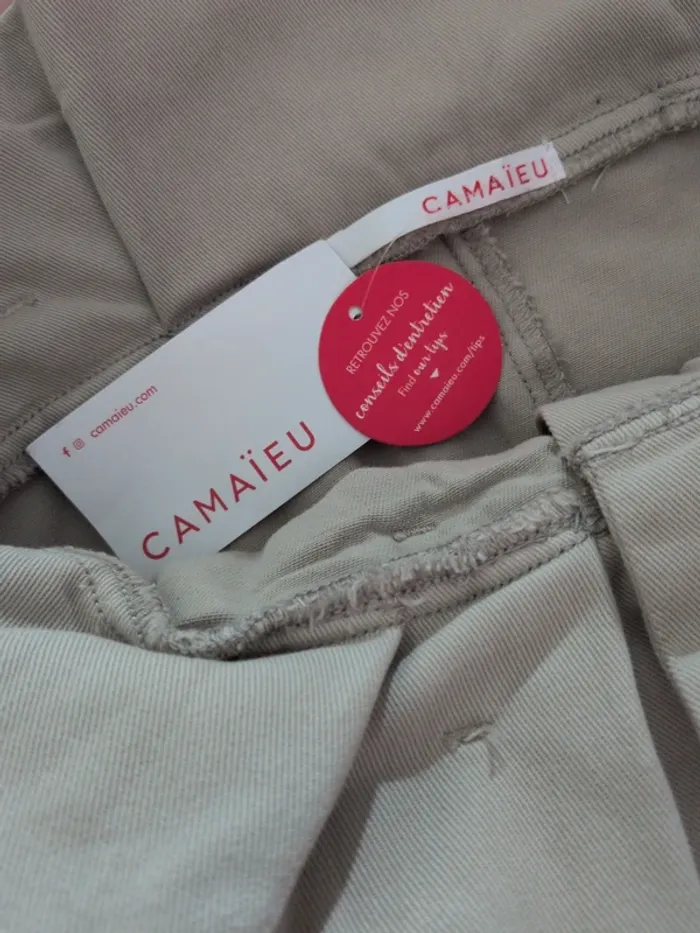 CAMAÏEU
RETROUVEZ NOS
conseils d'entretien
Find our tips
www.camaieu.com/tips
camaieu.com
CAMAÏEU